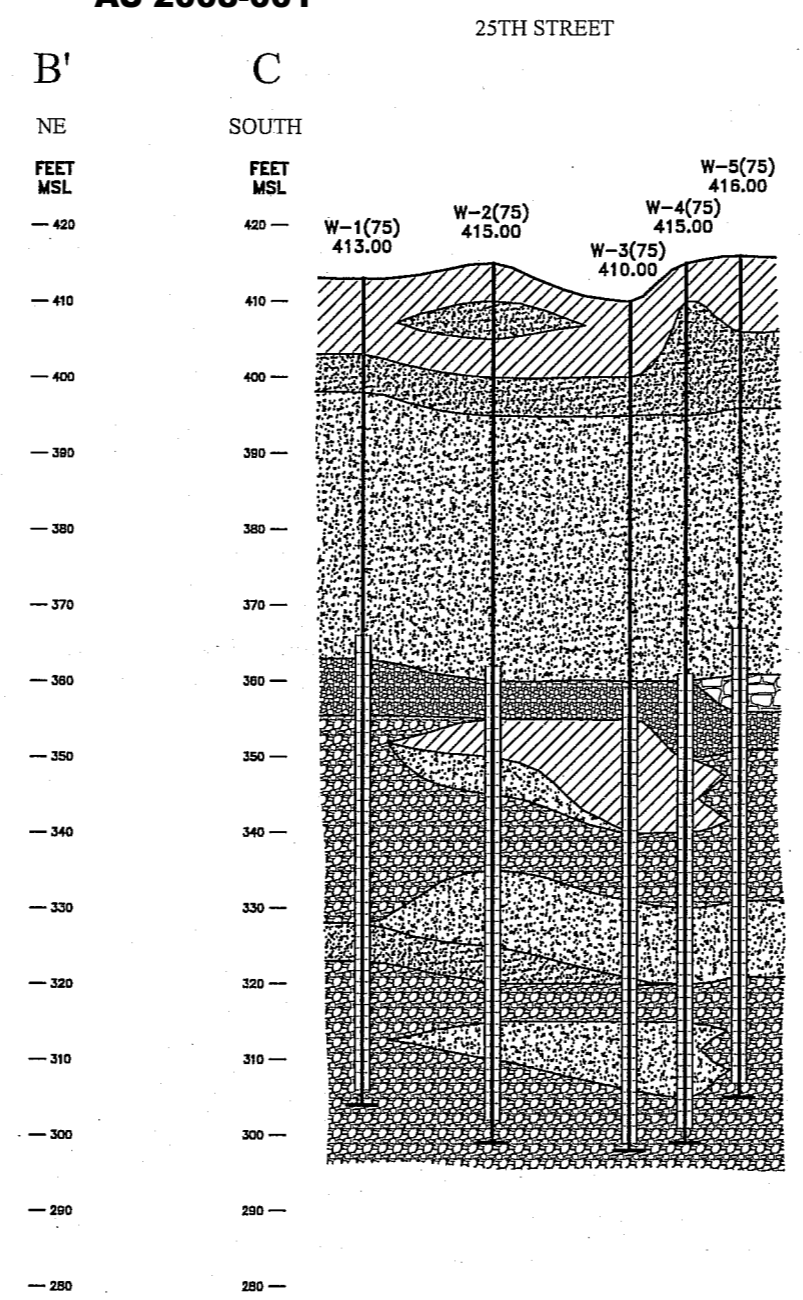 25TH STREET
B' C
NE SOUTH
FEET MSL
FEET MSL
W-1(75) 413.00
W-2(75) 415.00
W-3(75) 410.00
W-4(75) 415.00
W-5(75) 416.00
420 420
410 410
400 400
390 390
380 380
370 370
360 360
350 350
340 340
330 330
320 320
310 310
300 300
290 290
280 280